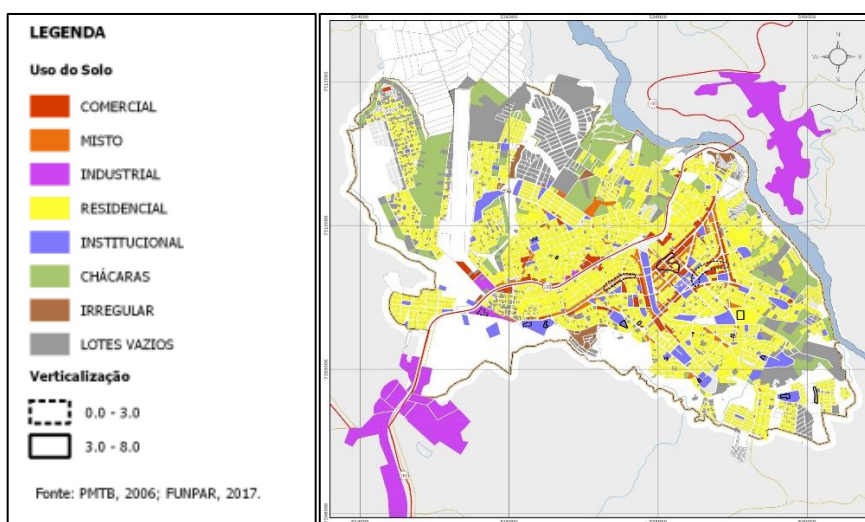 LEGENDA
Uso do Solo
COMERCIAL
MISTO
INDUSTRIAL
RESIDENCIAL
INSTITUCIONAL
CHÁCARAS
IRREGULAR
LOTES VAZIOS
Verticalização
0.0 - 3.0
3.0 - 8.0
Fonte: PMTB, 2006; FUNPAR, 2017.
N
W
E
S